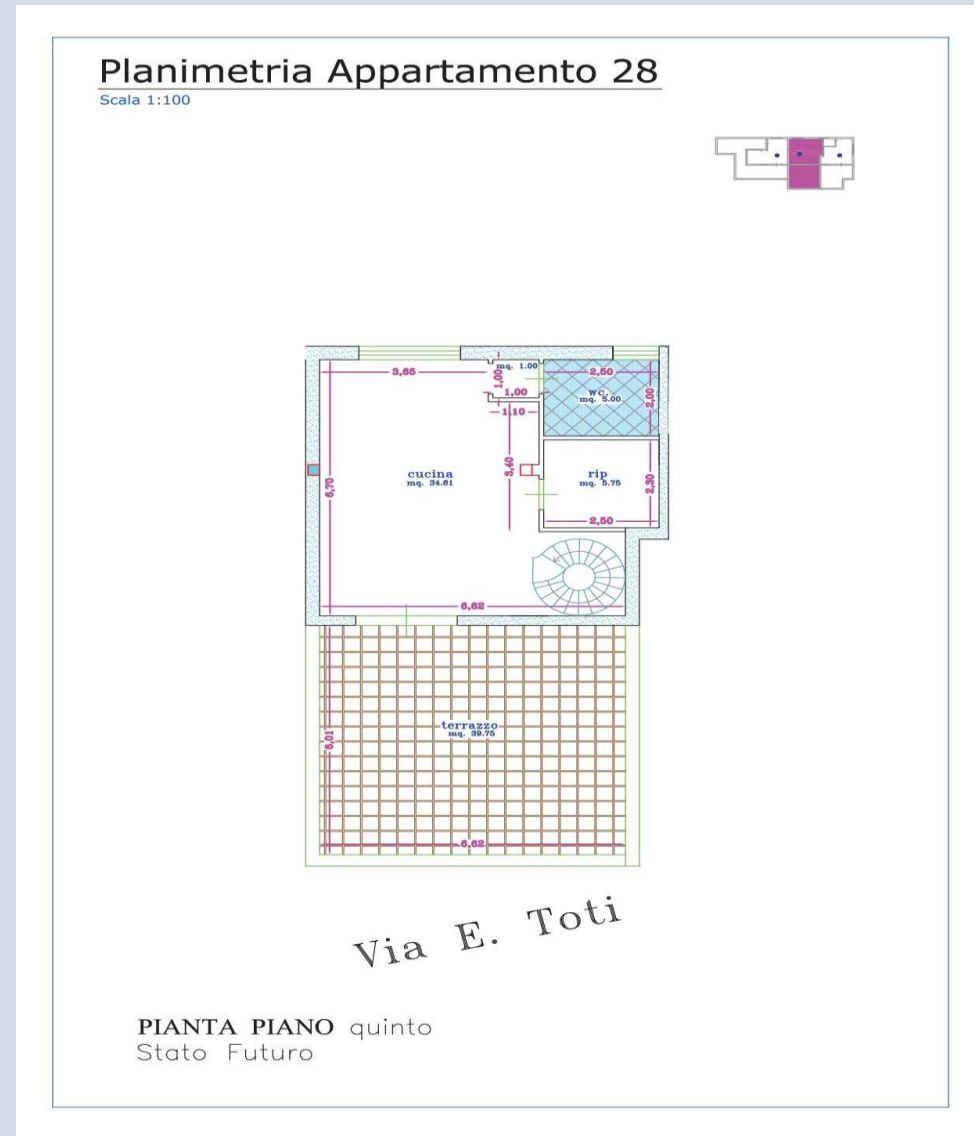 Planimetria Appartamento 28
Scala 1:100
mq. 1.00
3,65
1,00
2,50
1,00
wc.
mq. 5.00
2,00
1,10
cucina
mq. 34.61
3,40
rip
mq. 5.75
2,30
6,70
2,50
6,62
terrazzo
mq. 39.75
6,01
6,62
Via E. Toti
PIANTA PIANO quinto
Stato Futuro